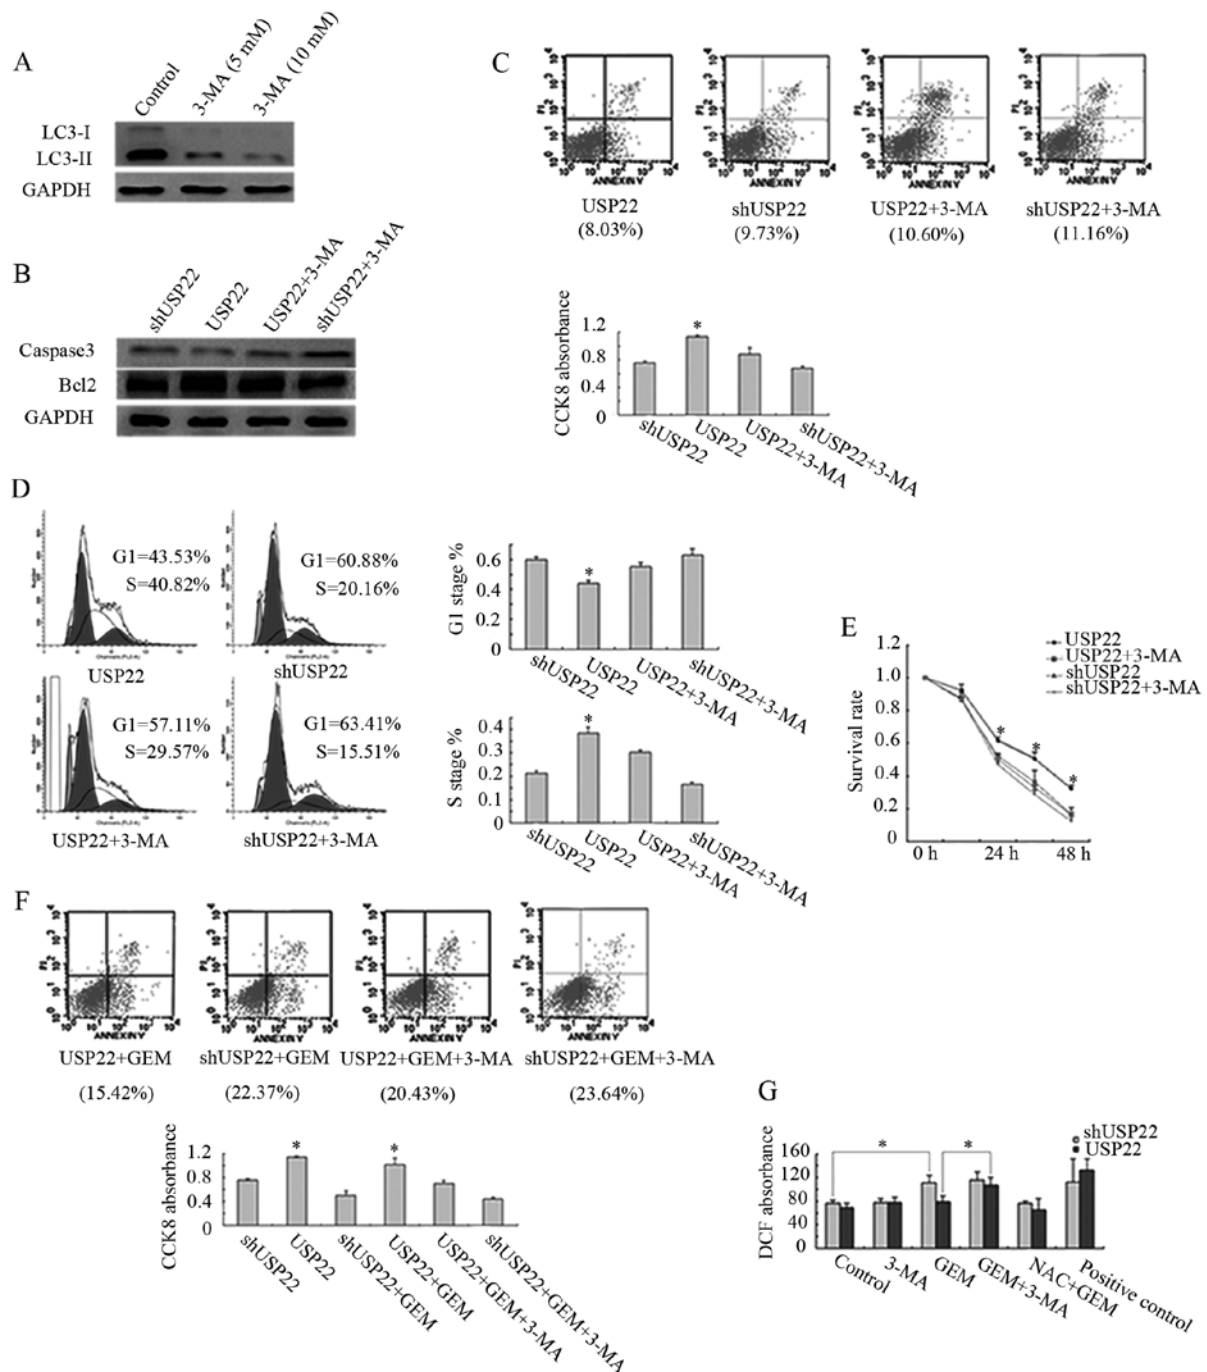 A
Control
3-MA (5 mM)
3-MA (10 mM)
LC3-I
LC3-II
GAPDH
B
shUSP22
USP22
USP22+3-MA
shUSP22+3-MA
Caspase3
Bcl2
GAPDH
C
ANNEXIN V
ANNEXIN V
ANNEXIN V
ANNEXIN V
USP22
(8.03%)
shUSP22
(9.73%)
USP22+3-MA
(10.60%)
shUSP22+3-MA
(11.16%)
CCK8 absorbance
1.2
0.8
0.4
0
*
shUSP22
USP22
USP22+3-MA
shUSP22+3-MA
D
G1=43.53%
S=40.82%
USP22
G1=60.88%
S=20.16%
shUSP22
G1=57.11%
S=29.57%
USP22+3-MA
G1=63.41%
S=15.51%
shUSP22+3-MA
G1 stage %
0.6
0.4
0.2
0
*
shUSP22
USP22
USP22+3-MA
shUSP22+3-MA
S stage %
0.4
0.3
0.2
0.1
0
*
shUSP22
USP22
USP22+3-MA
shUSP22+3-MA
E
USP22
USP22+3-MA
shUSP22
shUSP22+3-MA
Survival rate
1.2
1.0
0.8
0.6
0.4
0.2
0
* * *
0 h 24 h 48 h
F
ANNEXIN V
ANNEXIN V
ANNEXIN V
ANNEXIN V
USP22+GEM
(15.42%)
shUSP22+GEM
(22.37%)
USP22+GEM+3-MA
(20.43%)
shUSP22+GEM+3-MA
(23.64%)
CCK8 absorbance
1.2
0.8
0.4
0
* *
shUSP22
USP22
shUSP22+GEM
USP22+GEM
USP22+GEM+3-MA
shUSP22+GEM+3-MA
G
shUSP22
USP22
DCF absorbance
160
120
80
40
0
* *
Control
3-MA
GEM
GEM+3-MA
NAC+GEM
Positive control